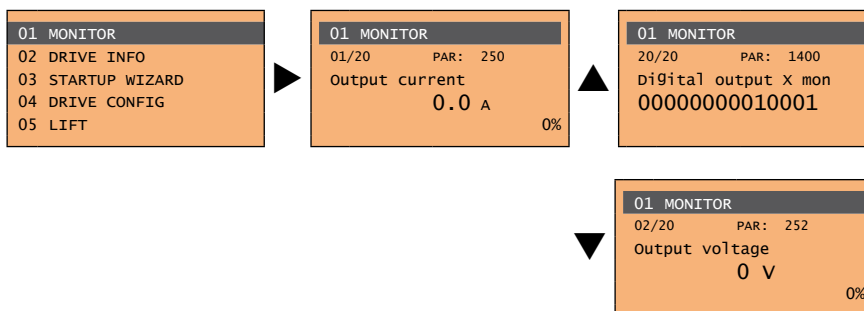 01 MONITOR
02 DRIVE INFO
03 STARTUP WIZARD
04 DRIVE CONFIG
05 LIFT
01 MONITOR
01/20 PAR: 250
Output current
0.0 A
0%
01 MONITOR
20/20 PAR: 1400
Digital output X mon
00000000010001
01 MONITOR
02/20 PAR: 252
Output voltage
0 V
0%